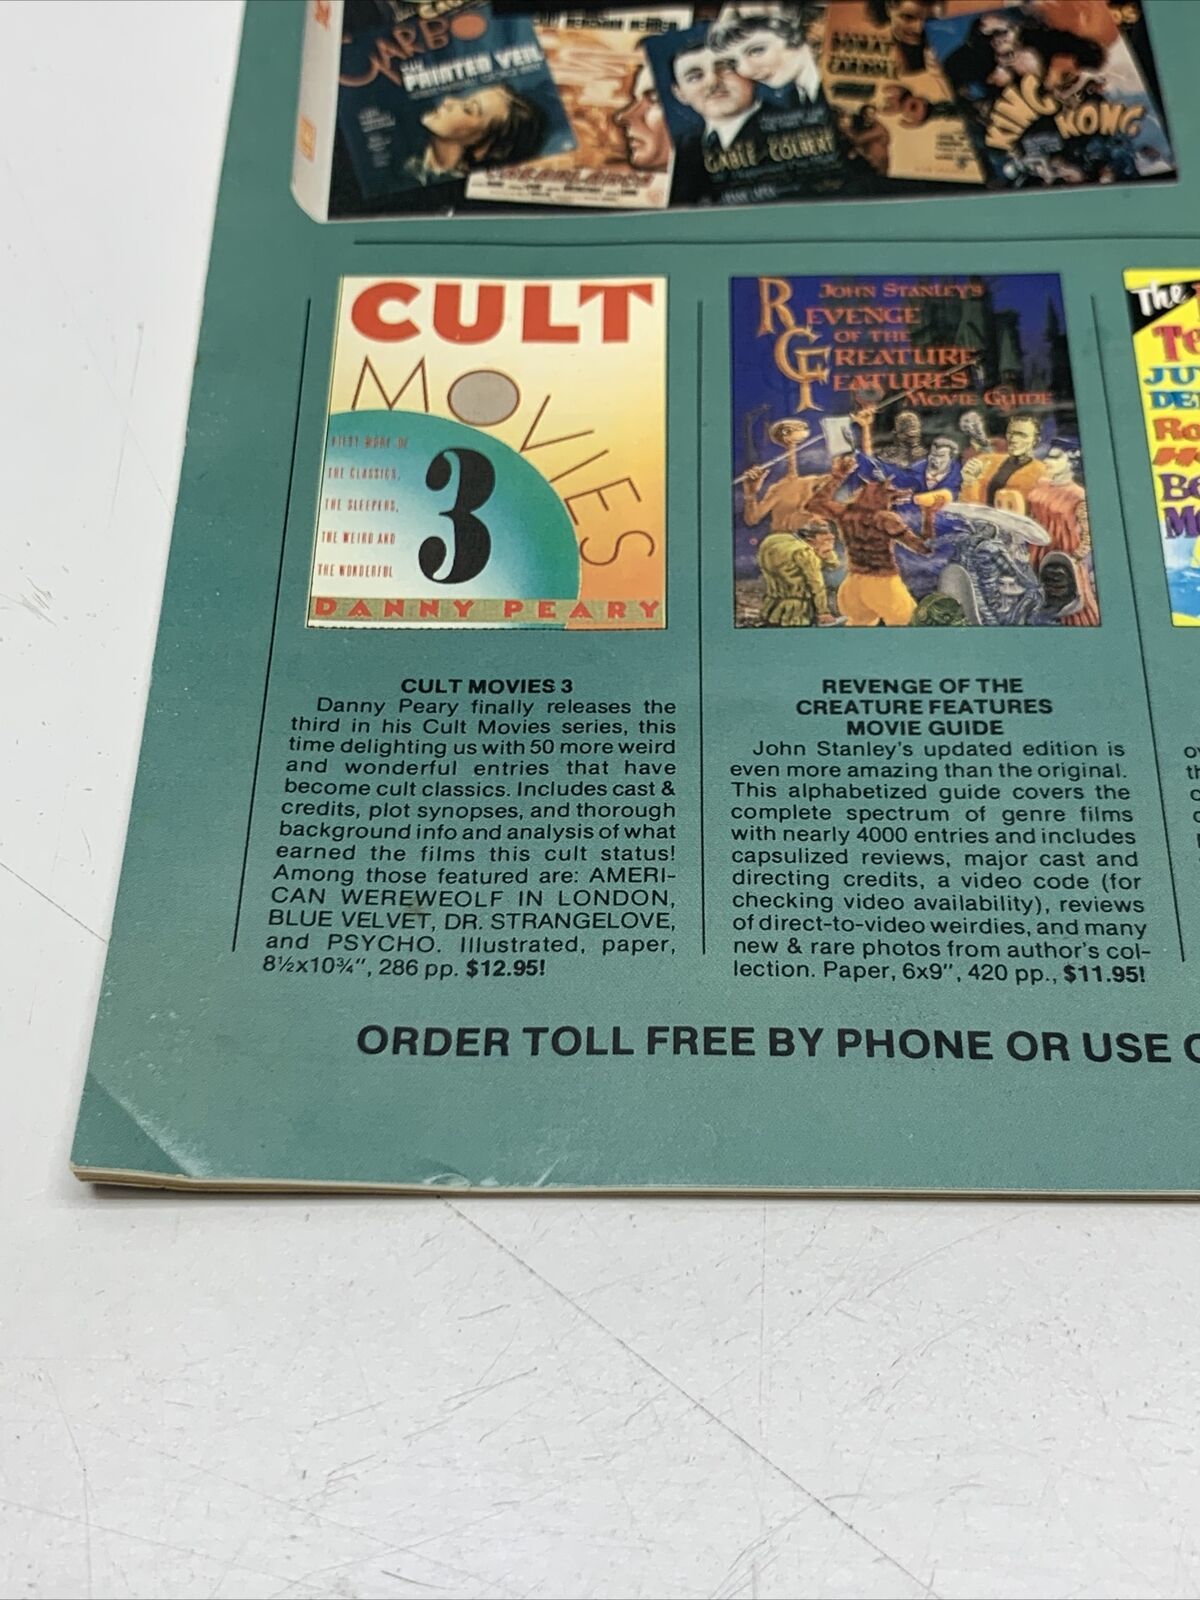 GARBO
THE
PAINTED VEIL
CASABLANCA
GABLE
COLBERT
DONAT
CARROLL
39
KING
KONG
CULT
MOVIES
FIFTY MORE OF
THE CLASSICS,
THE SLEEPERS,
THE WEIRD AND
THE WONDERFUL
3
DANNY PEARY
CULT MOVIES 3
Danny Peary finally releases the
third in his Cult Movies series, this
time delighting us with 50 more weird
and wonderful entries that have
become cult classics. Includes cast &
credits, plot synopses, and thorough
background info and analysis of what
earned the films this cult status!
Among those featured are: AMERI-
CAN WEREWEOLF IN LONDON,
BLUE VELVET, DR. STRANGELOVE,
and PSYCHO. Illustrated, paper,
8½x10¾", 286 pp. $12.95!
JOHN STANLEY'S
REVENGE
OF THE
CREATURE
FEATURES
MOVIE GUIDE
REVENGE OF THE
CREATURE FEATURES
MOVIE GUIDE
John Stanley's updated edition is
even more amazing than the original.
This alphabetized guide covers the
complete spectrum of genre films
with nearly 4000 entries and includes
capsulized reviews, major cast and
directing credits, a video code (for
checking video availability), reviews
of direct-to-video weirdies, and many
new & rare photos from author's col-
lection. Paper, 6x9", 420 pp., $11.95!
The
ORDER TOLL FREE BY PHONE OR USE